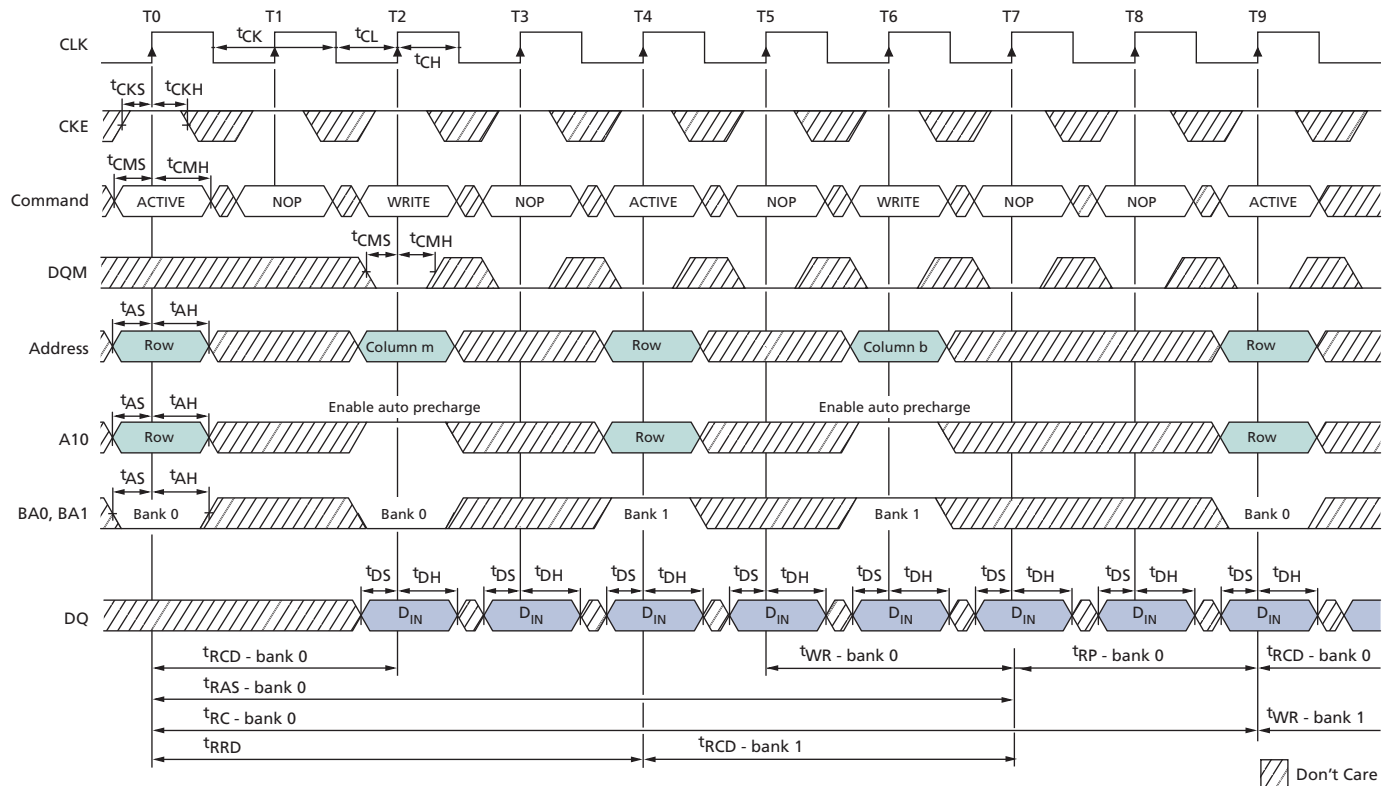 T0 T1 T2 T3 T4 T5 T6 T7 T8 T9
CLK
tCK tCL
tCH
tCKS tCKH
CKE
tCMS tCMH
Command ACTIVE NOP WRITE NOP ACTIVE NOP WRITE NOP NOP ACTIVE
tCMS tCMH
DQM
tAS tAH
Address Row Column m Row Column b Row
tAS tAH Enable auto precharge Enable auto precharge
A10 Row Row Row
tAS tAH
BA0, BA1 Bank 0 Bank 0 Bank 1 Bank 1 Bank 0
tDS tDH tDS tDH tDS tDH tDS tDH tDS tDH tDS tDH tDS tDH tDS tDH
DQ DIN DIN DIN DIN DIN DIN DIN DIN
tRCD - bank 0 tWR - bank 0 tRP - bank 0 tRCD - bank 0
tRAS - bank 0
tRC - bank 0 tWR - bank 1
tRRD tRCD - bank 1
Don't Care